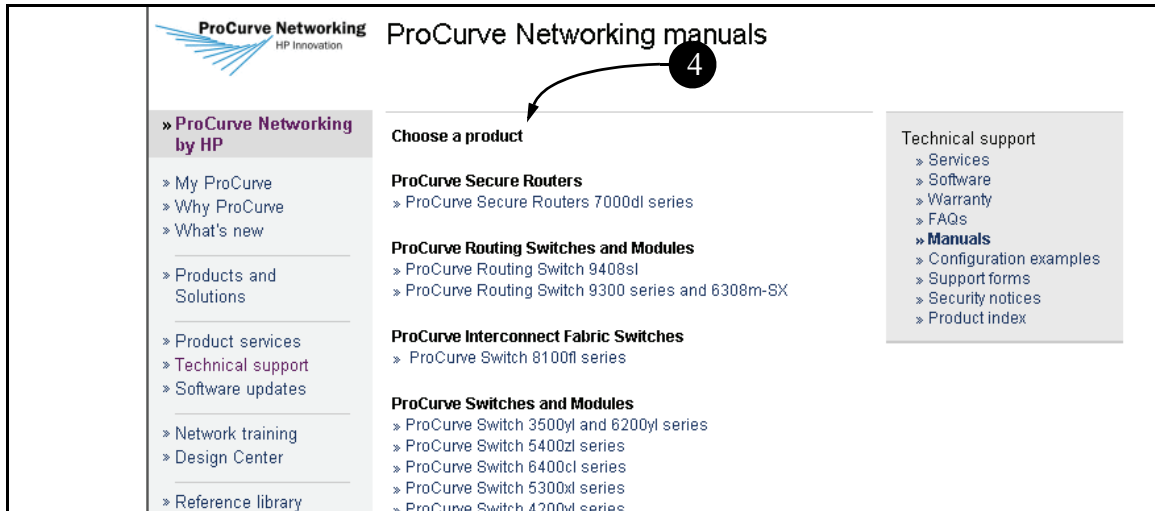 ProCurve Networking
HP Innovation
ProCurve Networking manuals
4
» ProCurve Networking
by HP
» My ProCurve
» Why ProCurve
» What's new
» Products and
Solutions
» Product services
» Technical support
» Software updates
» Network training
» Design Center
» Reference library
Choose a product
ProCurve Secure Routers
» ProCurve Secure Routers 7000dl series
ProCurve Routing Switches and Modules
» ProCurve Routing Switch 9408sl
» ProCurve Routing Switch 9300 series and 6308m-SX
ProCurve Interconnect Fabric Switches
» ProCurve Switch 8100fl series
ProCurve Switches and Modules
» ProCurve Switch 3500yl and 6200yl series
» ProCurve Switch 5400zl series
» ProCurve Switch 6400cl series
» ProCurve Switch 5300xl series
» ProCurve Switch 4200vl series
Technical support
» Services
» Software
» Warranty
» FAQs
» Manuals
» Configuration examples
» Support forms
» Security notices
» Product index